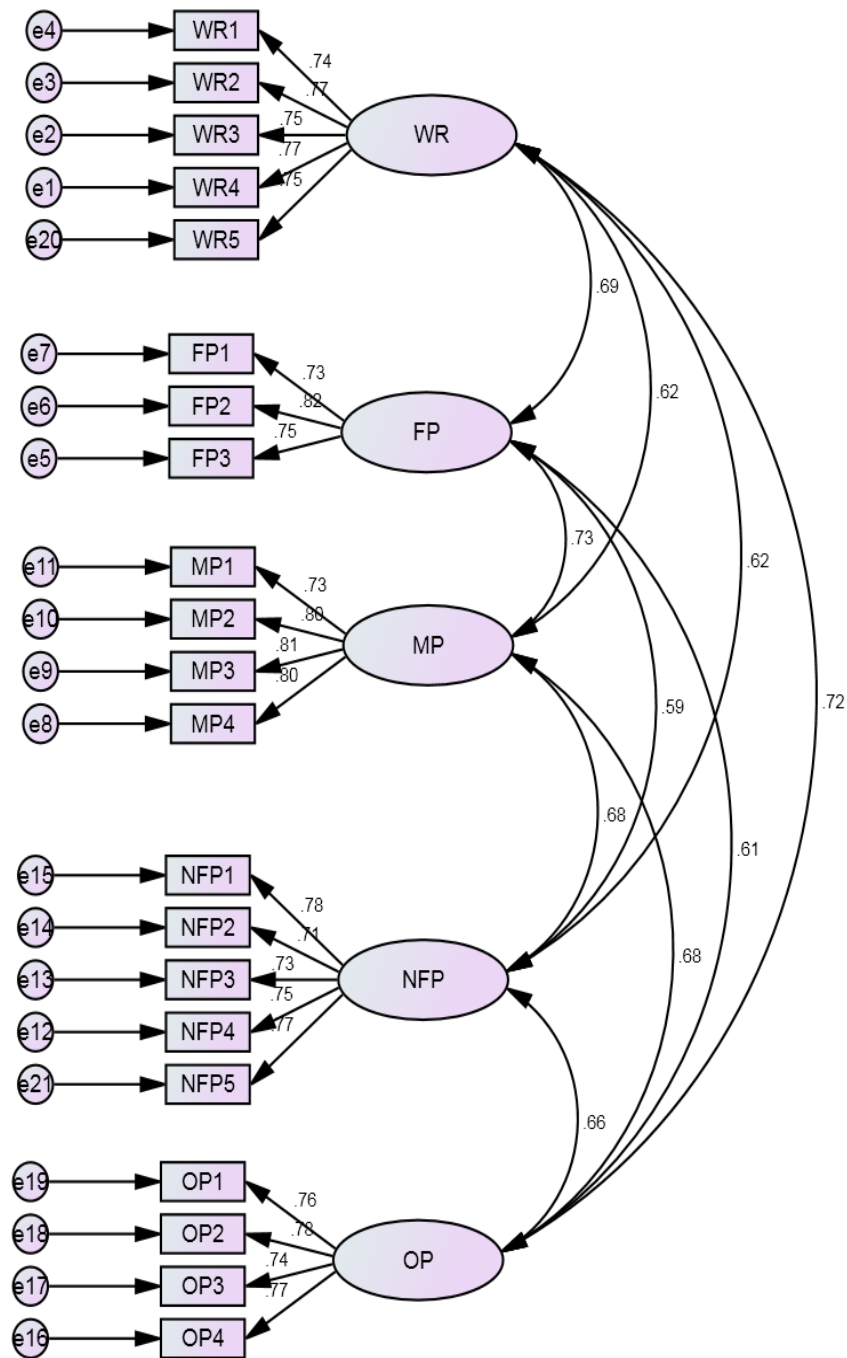 e4 WR1
.74
e3 WR2
.77
e2 WR3
.75
WR
e1 WR4
.77
.75
e20 WR5
.69
e7 FP1
.73
.62
e6 FP2
.82
FP
.75
e5 FP3
.73
.62
e11 MP1
.73
e10 MP2
.80
MP
.81
e9 MP3
.80
.59
.72
e8 MP4
.68
.61
e15 NFP1
.78
e14 NFP2
.71
.68
e13 NFP3
.73
NFP
.75
e12 NFP4
.77
e21 NFP5
.66
e19 OP1
.76
e18 OP2
.78
OP
.74
e17 OP3
.77
e16 OP4